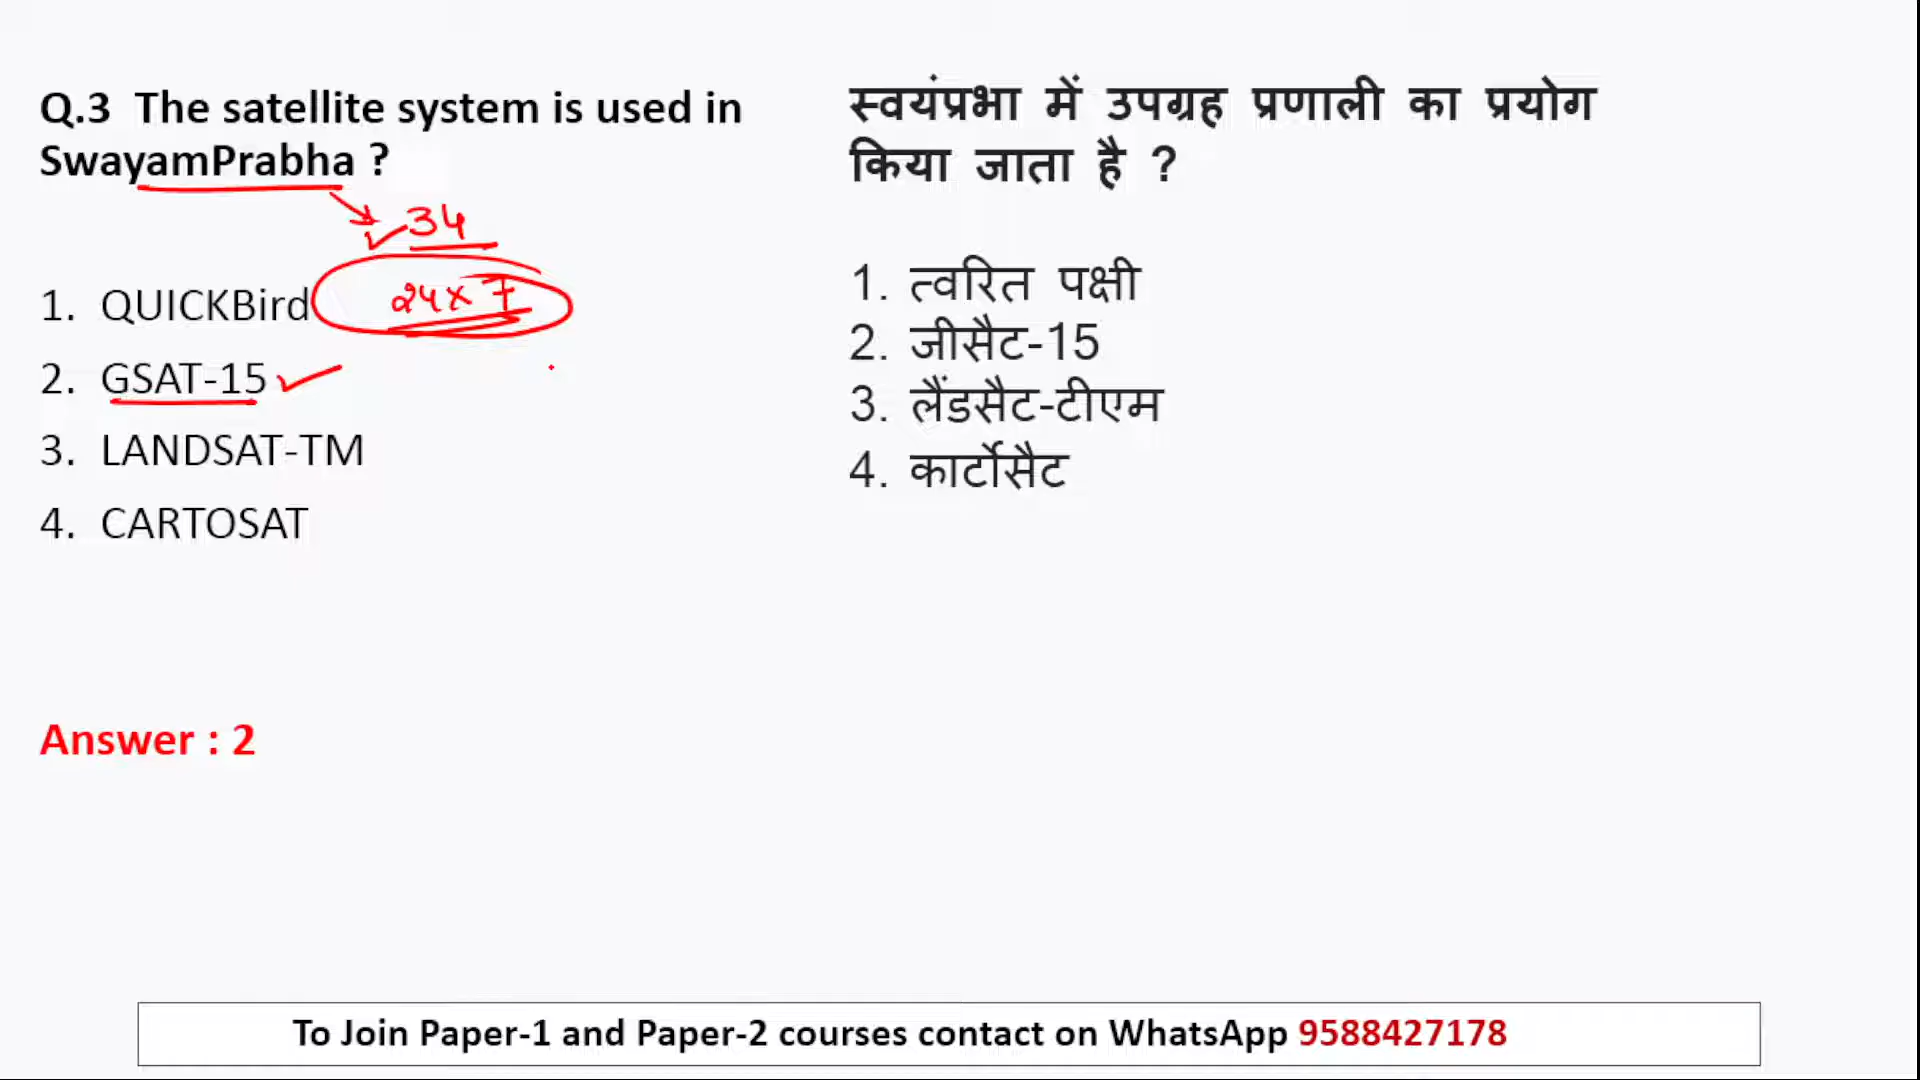 Q.3 The satellite system is used in
SwayamPrabha ?
34
24x7
1. QUICKBird
2. GSAT-15
3. LANDSAT-TM
4. CARTOSAT
Answer : 2
स्वयंप्रभा में उपग्रह प्रणाली का प्रयोग
किया जाता है ?
1. त्वरित पक्षी
2. जीसैट-15
3. लैंडसैट-टीएम
4. कार्टोसैट
To Join Paper-1 and Paper-2 courses contact on WhatsApp 9588427178